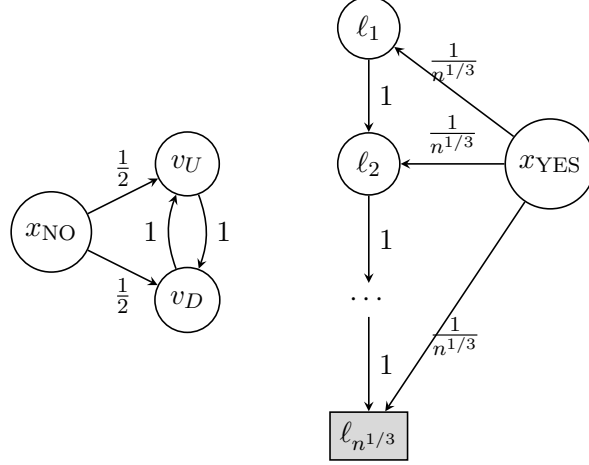 ℓ₁
1/n^{1/3}
1
1/n^{1/3}
ℓ₂
x_YES
1/2
v_U
1
x_NO
1
1
1/2
v_D
...
1/n^{1/3}
1
ℓ_{n^{1/3}}